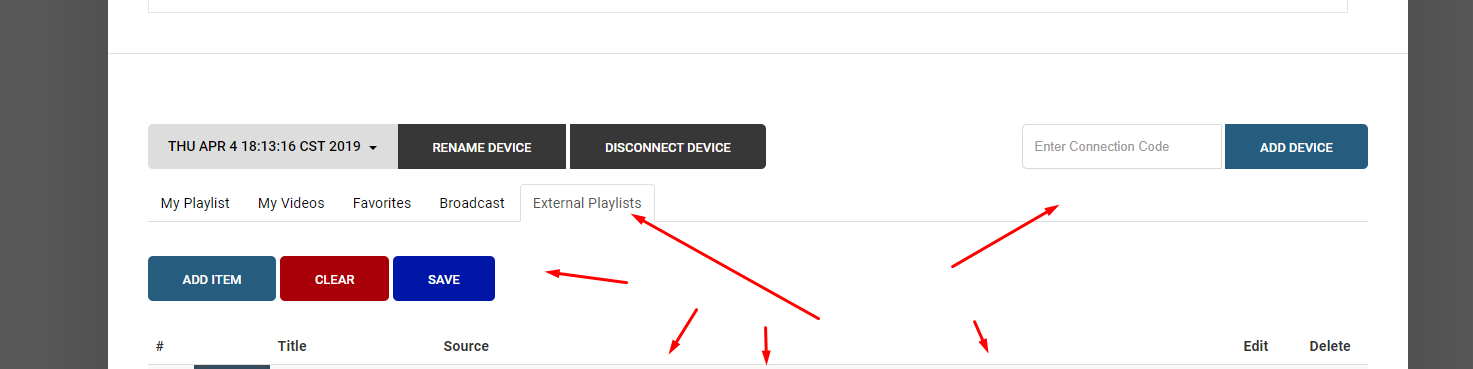 THU APR 4 18:13:16 CST 2019 RENAME DEVICE DISCONNECT DEVICE Enter Connection Code ADD DEVICE
My Playlist My Videos Favorites Broadcast External Playlists
ADD ITEM CLEAR SAVE
# Title Source Edit Delete